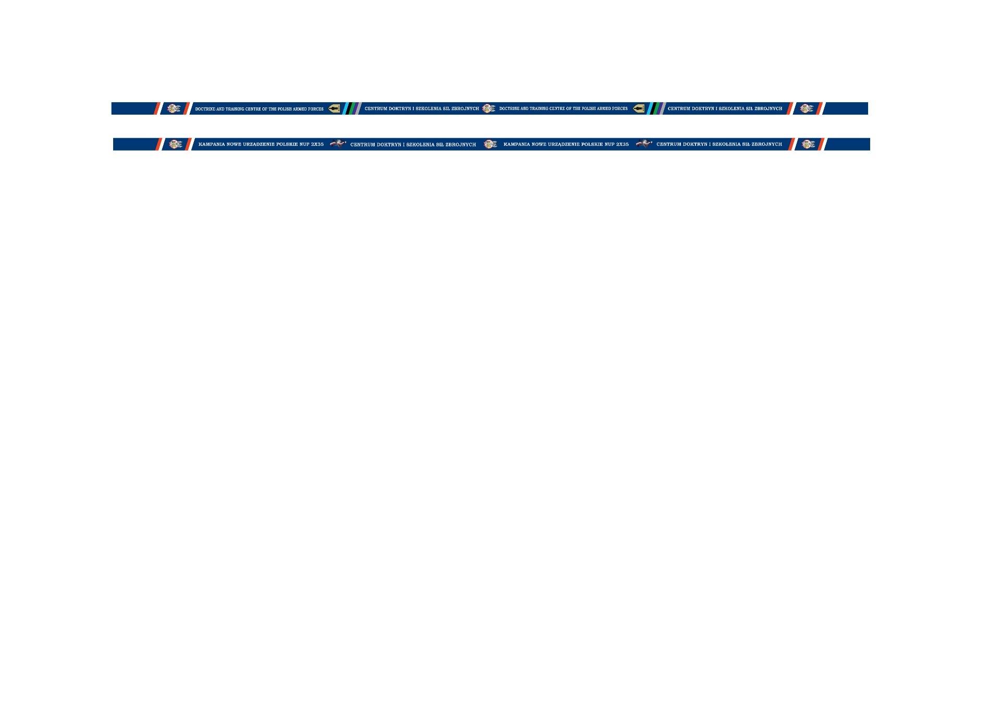 DOCTRINE AND TRAINING CENTRE OF THE POLISH ARMED FORCES CENTRUM DOKTRYN I SZKOLENIA SIŁ ZBROJNYCH DOCTRINE AND TRAINING CENTRE OF THE POLISH ARMED FORCES CENTRUM DOKTRYN I SZKOLENIA SIŁ ZBROJNYCH
KAMPANIA NOWE URZĄDZENIE POLSKIE NUP 2X35 CENTRUM DOKTRYN I SZKOLENIA SIŁ ZBROJNYCH KAMPANIA NOWE URZĄDZENIE POLSKIE NUP 2X35 CENTRUM DOKTRYN I SZKOLENIA SIŁ ZBROJNYCH